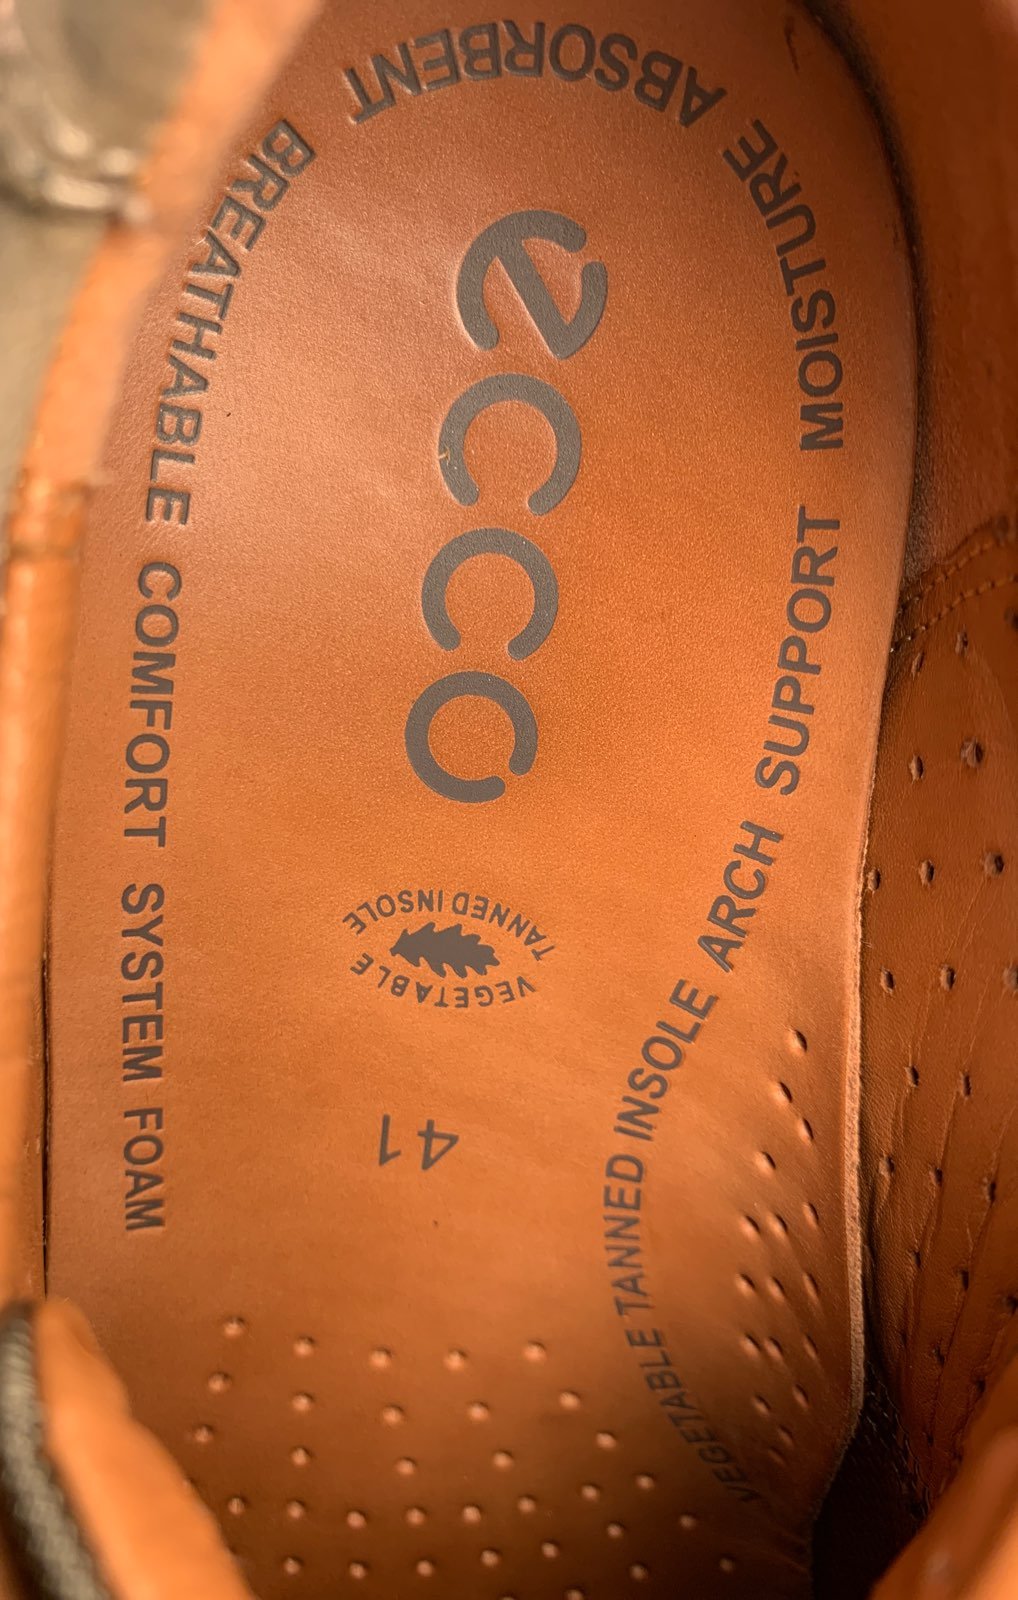 VEGETABLE TANNED INSOLE ARCH SUPPORT MOISTURE ABSORBENT BREATHABLE COMFORT SYSTEM FOAM
ecco
VEGETABLE
TANNED INSOLE
41